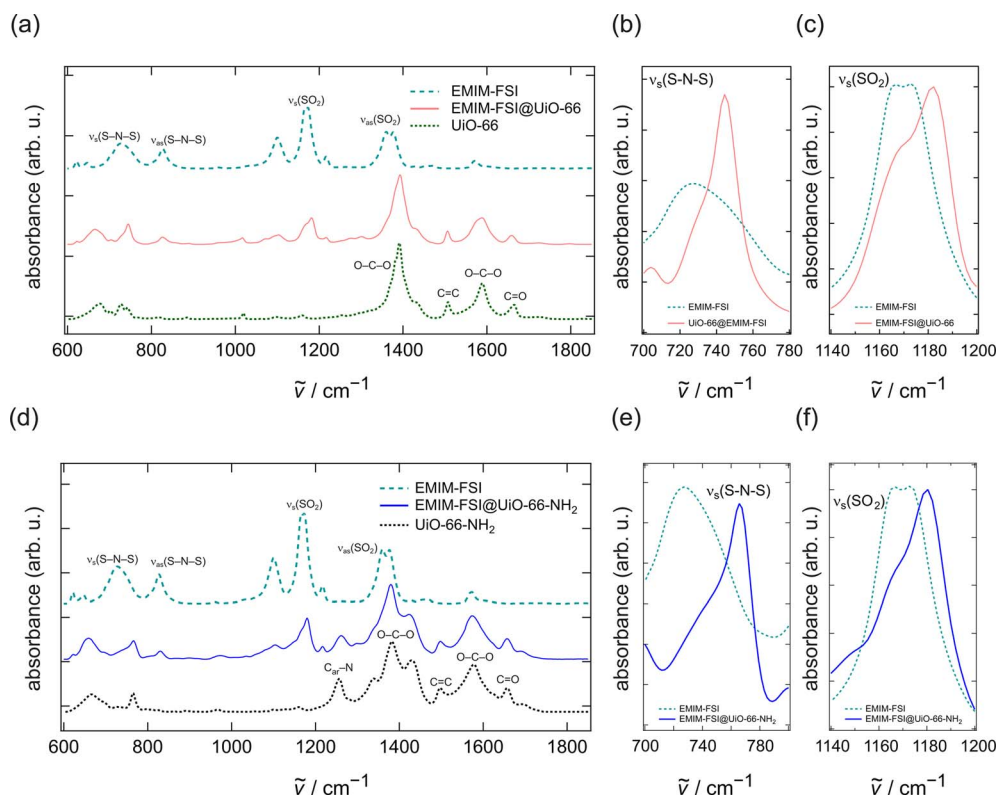 (a)
(b)
(c)
νs(SO2)
EMIM-FSI
EMIM-FSI@UiO-66
UiO-66
νs(S–N–S)
νas(S–N–S)
νas(SO2)
O–C–O
C=C
O–C–O
C=O
absorbance (arb. u.)
600 800 1000 1200 1400 1600 1800
ṽ / cm−1
νs(S-N-S)
EMIM-FSI
UiO-66@EMIM-FSI
absorbance (arb. u.)
700 720 740 760 780
ṽ / cm−1
νs(SO2)
EMIM-FSI
EMIM-FSI@UiO-66
absorbance (arb. u.)
1140 1160 1180 1200
ṽ / cm−1
(d)
(e)
(f)
EMIM-FSI
EMIM-FSI@UiO-66-NH2
UiO-66-NH2
νs(SO2)
νs(S–N–S)
νas(S–N–S)
νas(SO2)
O–C–O
Car–N
C=C
O–C–O
C=O
absorbance (arb. u.)
600 800 1000 1200 1400 1600 1800
ṽ / cm−1
νs(S-N-S)
EMIM-FSI
EMIM-FSI@UiO-66-NH2
absorbance (arb. u.)
700 740 780
ṽ / cm−1
νs(SO2)
EMIM-FSI
EMIM-FSI@UiO-66-NH2
absorbance (arb. u.)
1140 1160 1180 1200
ṽ / cm−1